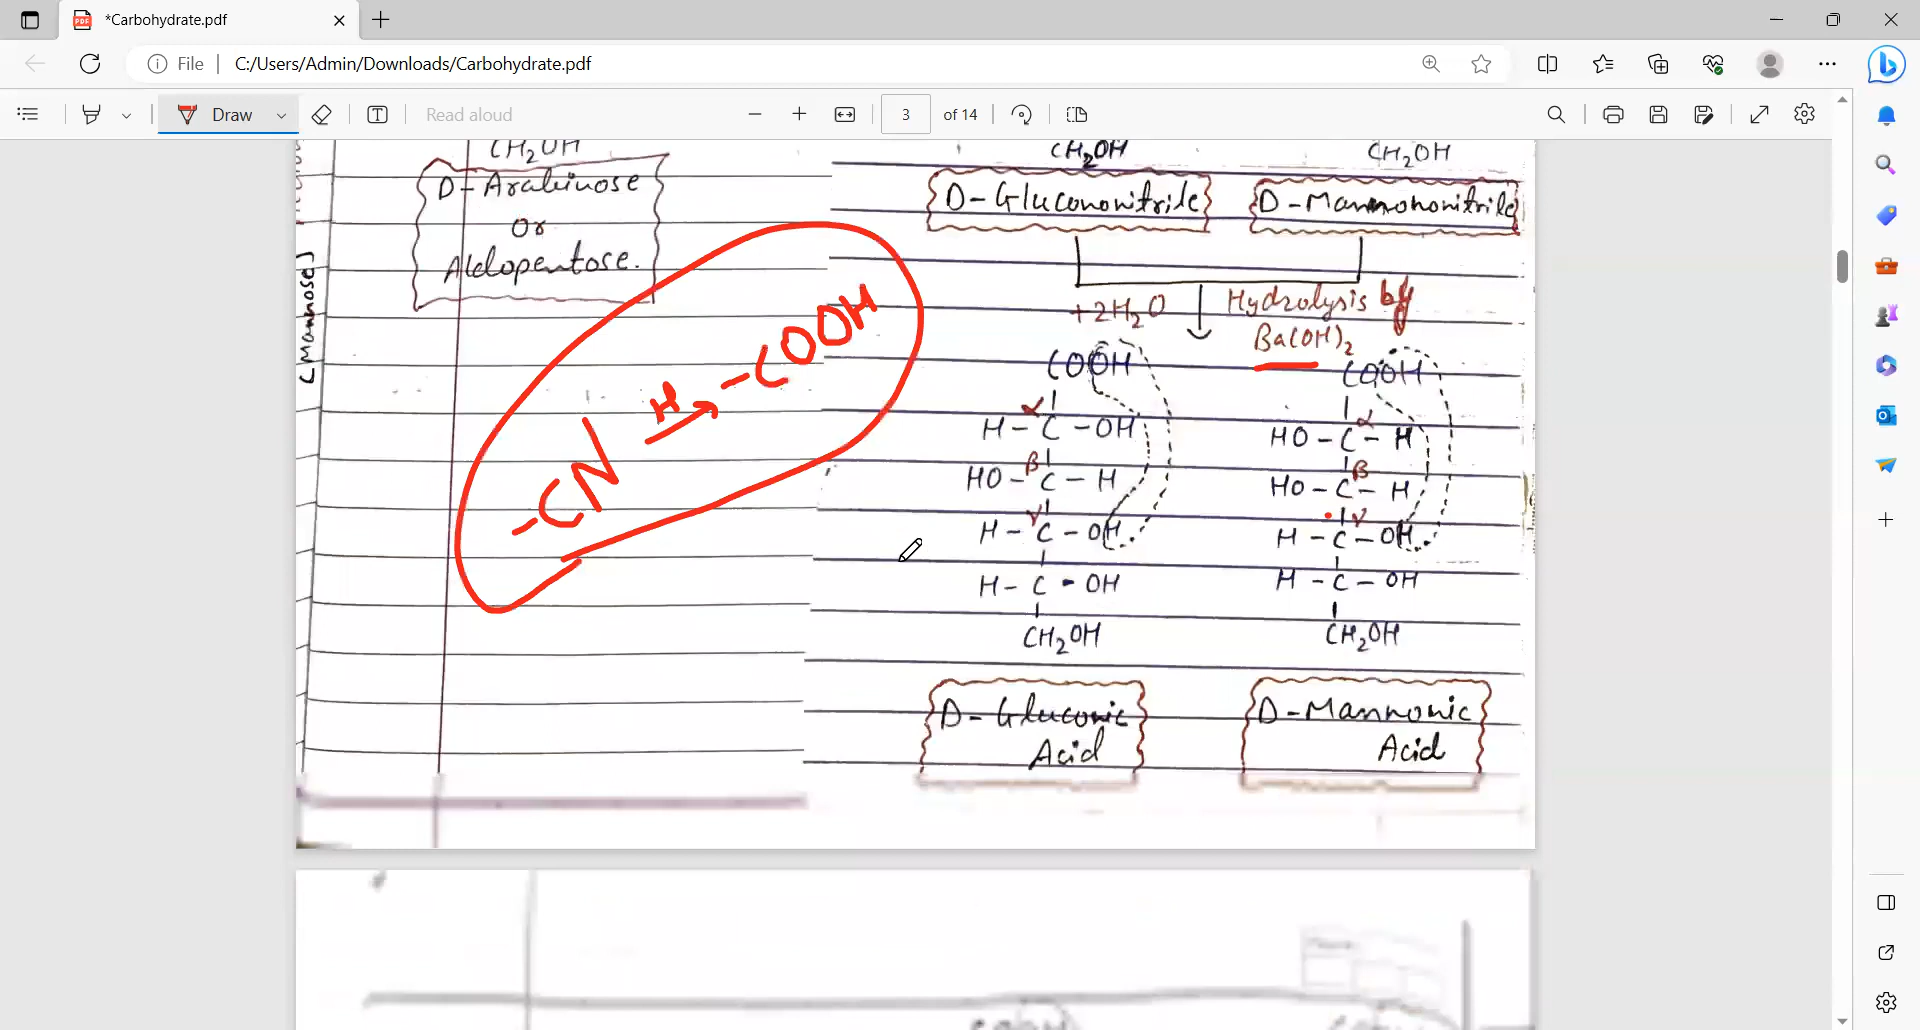 *Carbohydrate.pdf
File
C:/Users/Admin/Downloads/Carbohydrate.pdf
Draw
Read aloud
3
of 14
CH2OH
D-Arabinose
Or
Aldopentose.
(Mannose)
-CN H→ -COOH
CH2OH
CH2OH
D-Glucononitrile
D-Mannononitrile
+2H2O
Hydrolysis by
Ba(OH)2
COOH
α
H-C-OH
β
HO-C-H
γ
H-C-OH
H-C-OH
CH2OH
D-Gluconic
Acid
COOH
α
HO-C-H
β
HO-C-H
γ
H-C-OH
H-C-OH
CH2OH
D-Mannonic
Acid